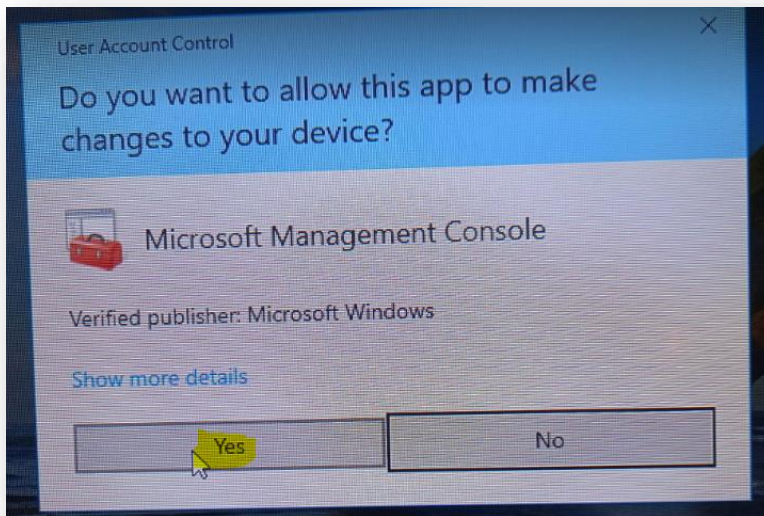 User Account Control
Do you want to allow this app to make
changes to your device?
Microsoft Management Console
Verified publisher: Microsoft Windows
Show more details
Yes
No